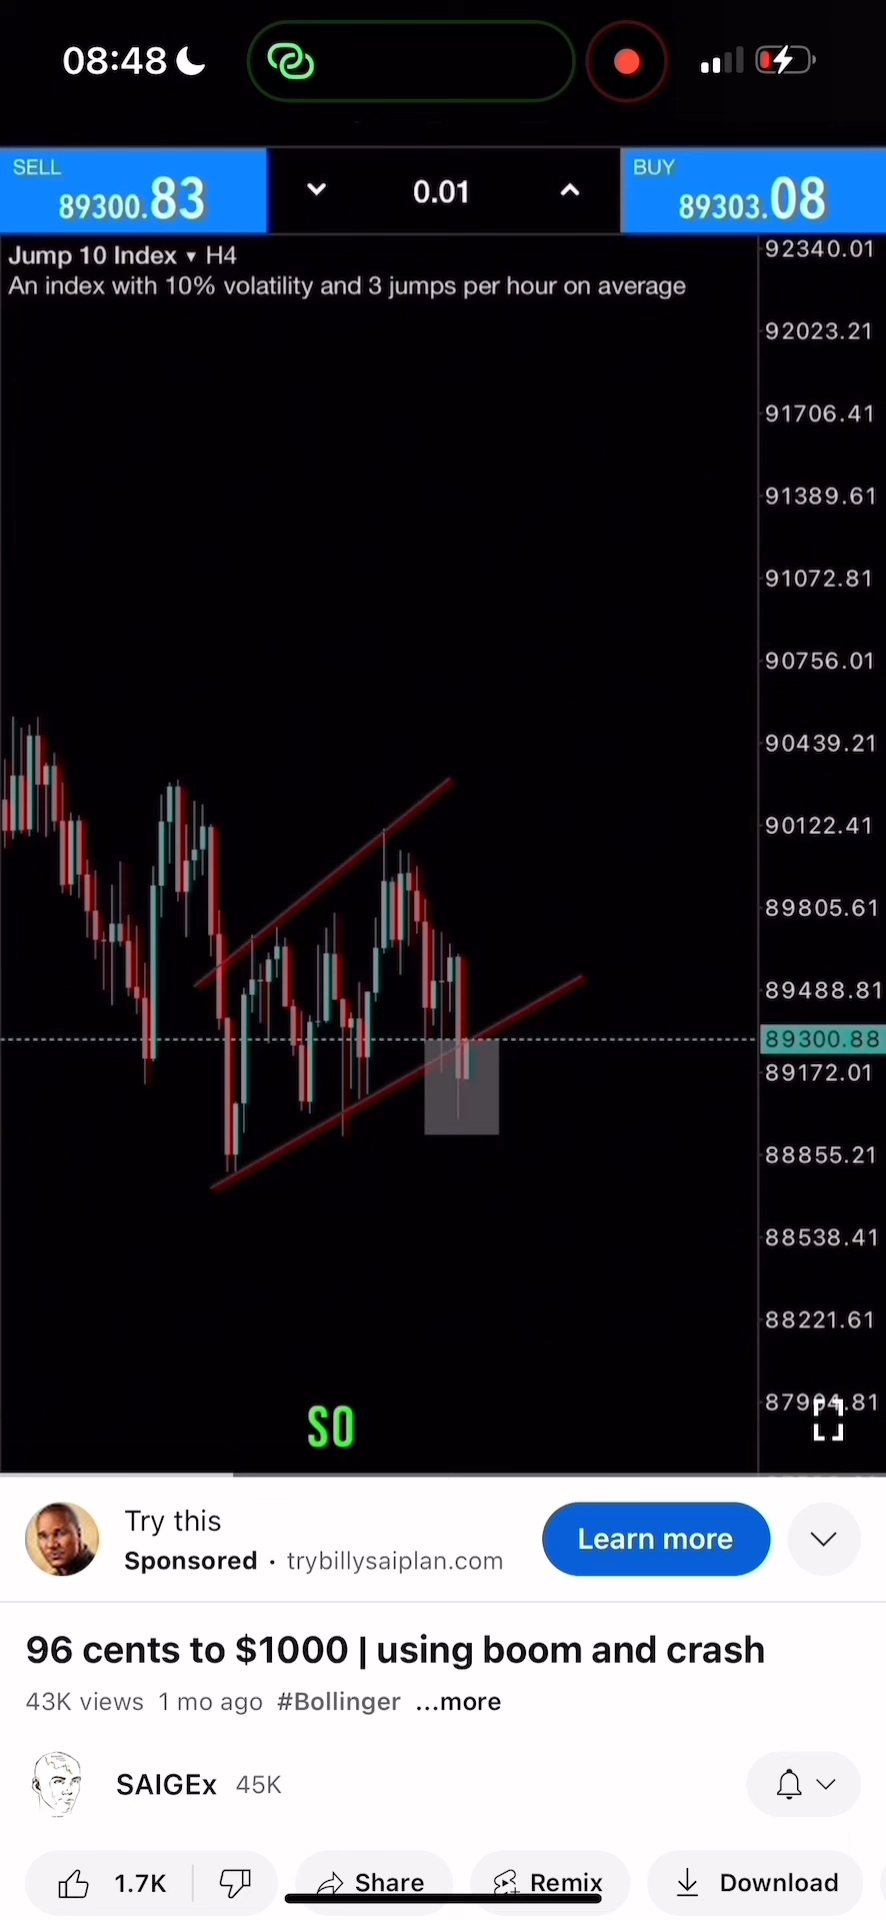 08:48
SELL
89300.83
0.01
BUY
89303.08
Jump 10 Index ▾ H4
An index with 10% volatility and 3 jumps per hour on average
92340.01
92023.21
91706.41
91389.61
91072.81
90756.01
90439.21
90122.41
89805.61
89488.81
89300.88
89172.01
88855.21
88538.41
88221.61
87904.81
SO
Try this
Sponsored · trybillysaiplan.com
Learn more
96 cents to $1000 | using boom and crash
43K views 1 mo ago #Bollinger ...more
SAIGEx 45K
1.7K
Share
Remix
Download